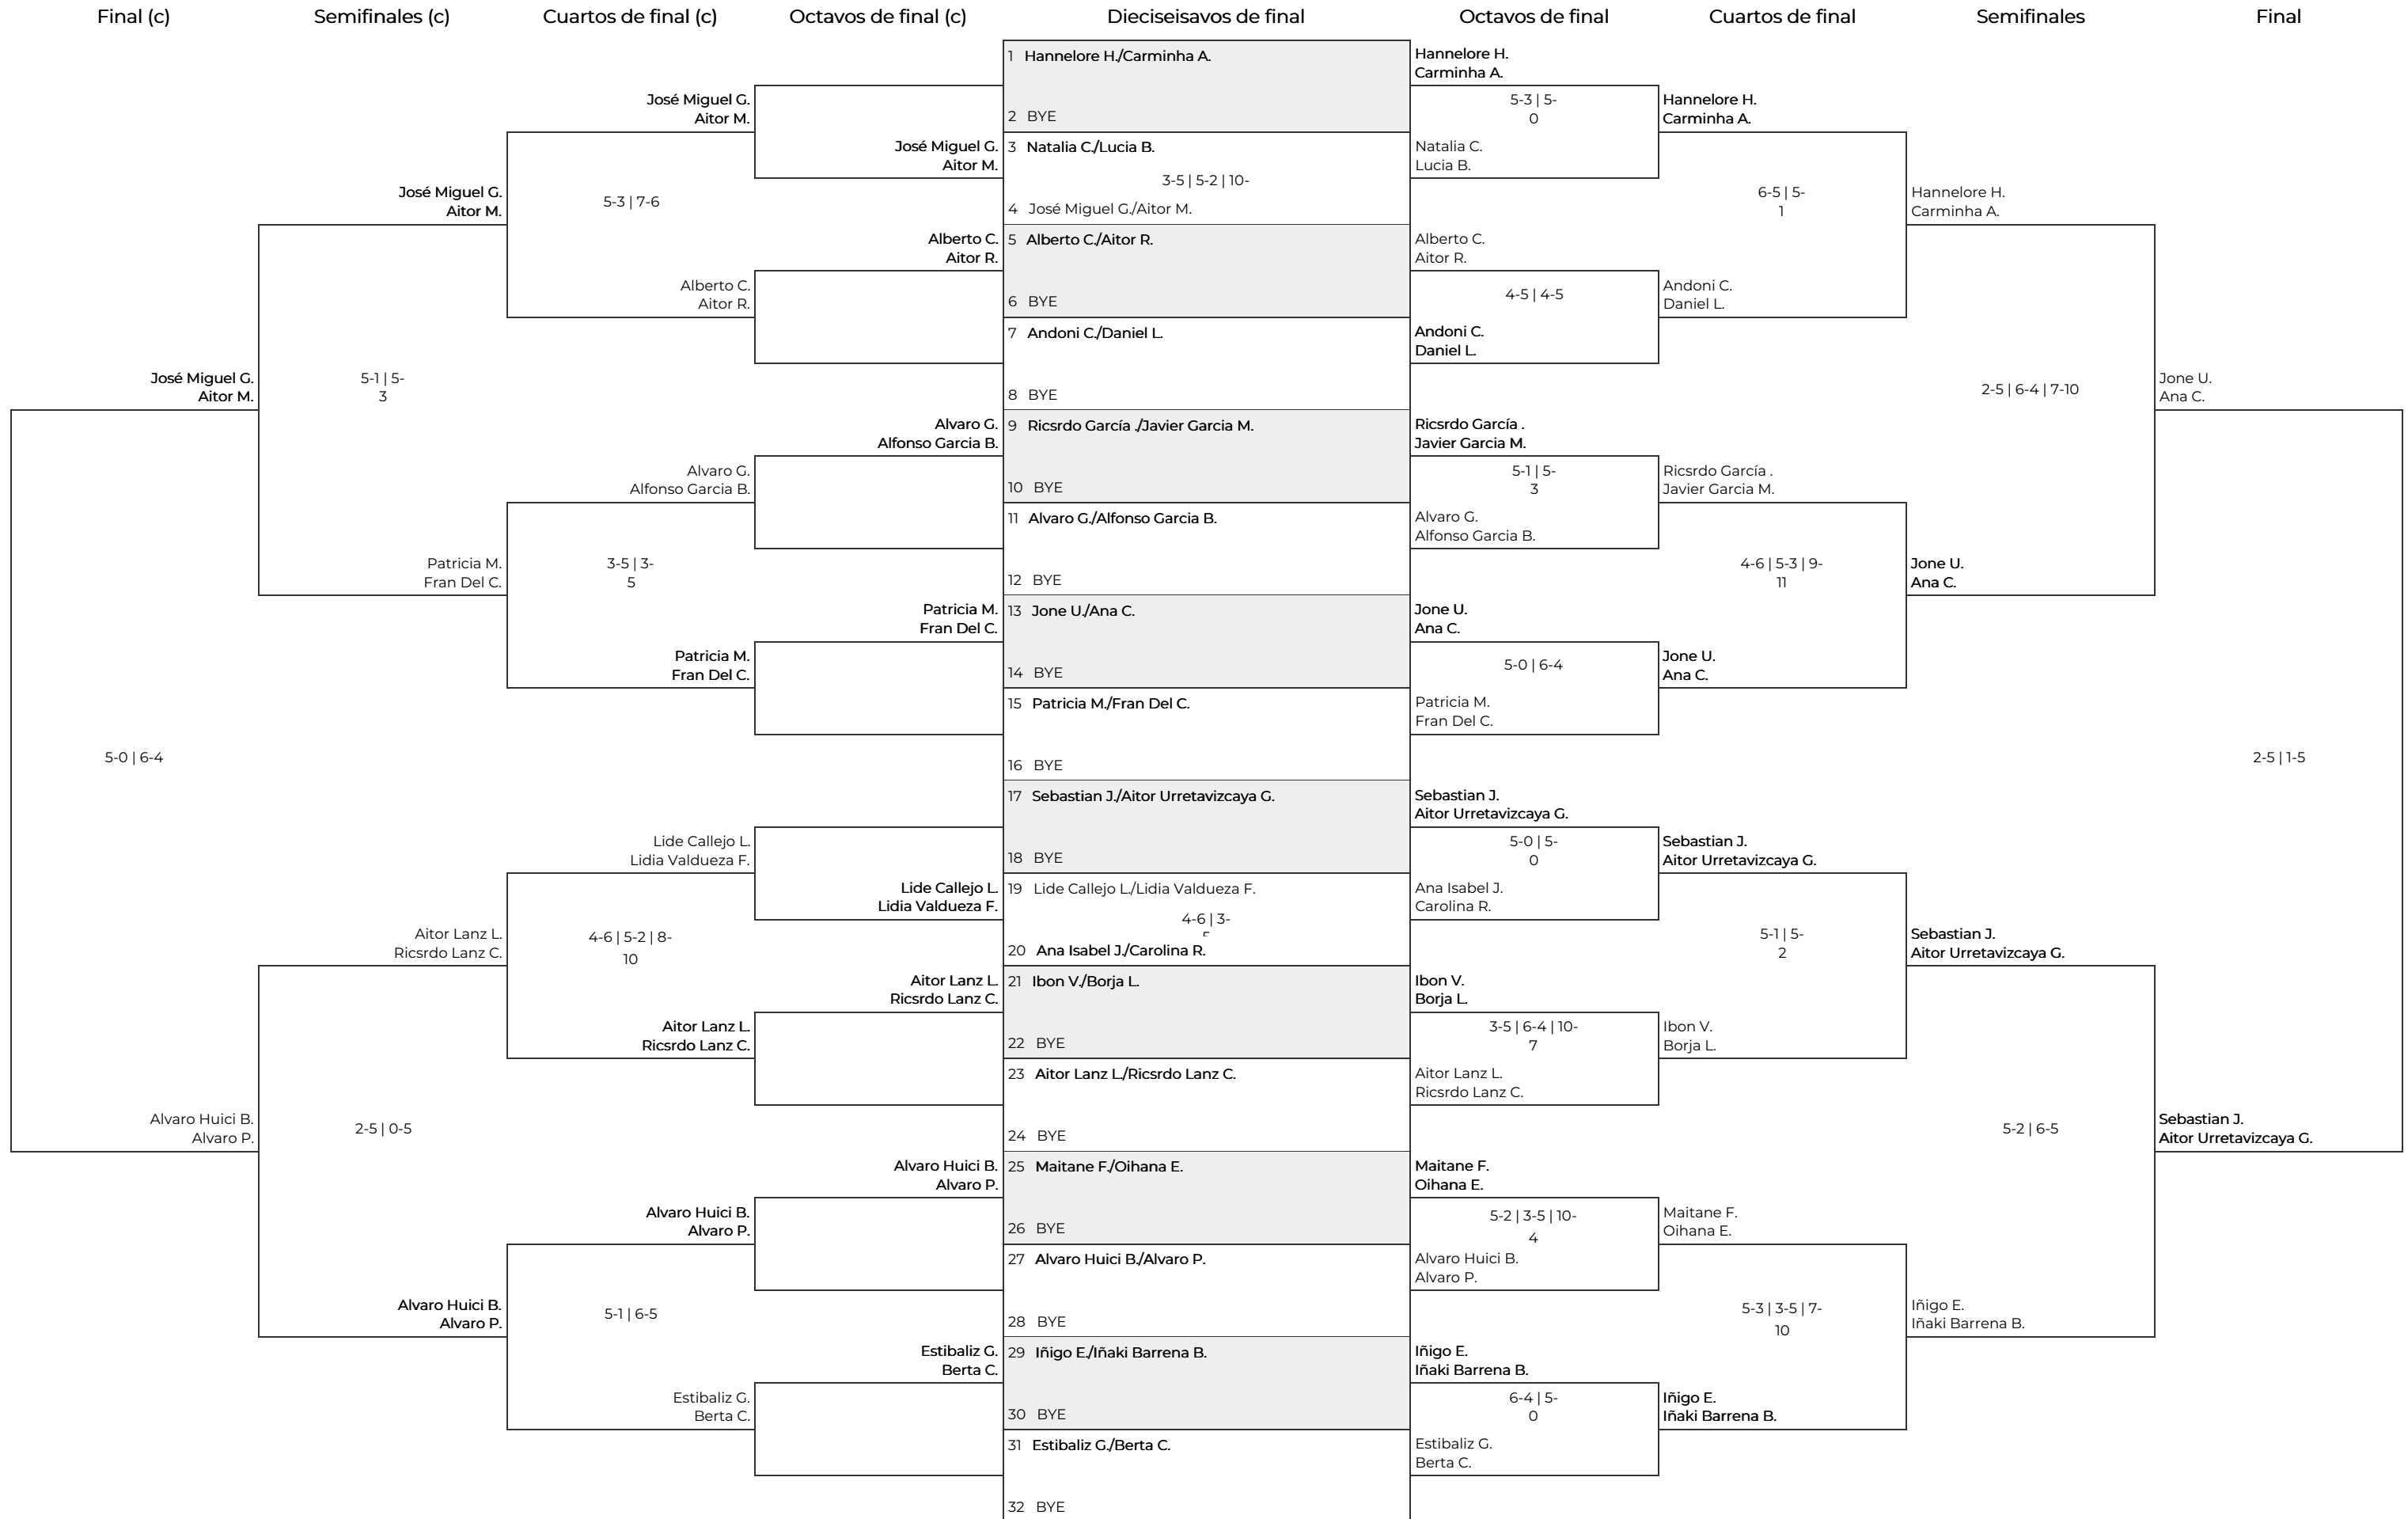 Final (c)
Semifinales (c)
Cuartos de final (c)
Octavos de final (c)
Dieciseisavos de final
Octavos de final
Cuartos de final
Semifinales
Final
José Miguel G.
Aitor M.
5-0 | 6-4
Alvaro Huici B.
Alvaro P.
José Miguel G.
Aitor M.
5-1 | 5-
3
Patricia M.
Fran Del C.
Aitor Lanz L.
Ricsrdo Lanz C.
2-5 | 0-5
Alvaro Huici B.
Alvaro P.
José Miguel G.
Aitor M.
5-3 | 7-6
Alberto C.
Aitor R.
Alvaro G.
Alfonso Garcia B.
3-5 | 3-
5
Patricia M.
Fran Del C.
Lide Callejo L.
Lidia Valdueza F.
4-6 | 5-2 | 8-
10
Aitor Lanz L.
Ricsrdo Lanz C.
Alvaro Huici B.
Alvaro P.
5-1 | 6-5
Estibaliz G.
Berta C.
José Miguel G.
Aitor M.
Alberto C.
Aitor R.
Alvaro G.
Alfonso Garcia B.
Patricia M.
Fran Del C.
Lide Callejo L.
Lidia Valdueza F.
Aitor Lanz L.
Ricsrdo Lanz C.
Alvaro Huici B.
Alvaro P.
Estibaliz G.
Berta C.
1 Hannelore H./Carminha A.
2 BYE
3 Natalia C./Lucia B.
3-5 | 5-2 | 10-
4 José Miguel G./Aitor M.
5 Alberto C./Aitor R.
6 BYE
7 Andoni C./Daniel L.
8 BYE
9 Ricsrdo García ./Javier Garcia M.
10 BYE
11 Alvaro G./Alfonso Garcia B.
12 BYE
13 Jone U./Ana C.
14 BYE
15 Patricia M./Fran Del C.
16 BYE
17 Sebastian J./Aitor Urretavizcaya G.
18 BYE
19 Lide Callejo L./Lidia Valdueza F.
4-6 | 3-
20 Ana Isabel J./Carolina R.
21 Ibon V./Borja L.
22 BYE
23 Aitor Lanz L./Ricsrdo Lanz C.
24 BYE
25 Maitane F./Oihana E.
26 BYE
27 Alvaro Huici B./Alvaro P.
28 BYE
29 Iñigo E./Iñaki Barrena B.
30 BYE
31 Estibaliz G./Berta C.
32 BYE
Hannelore H.
Carminha A.
5-3 | 5-
0
Natalia C.
Lucia B.
Alberto C.
Aitor R.
4-5 | 4-5
Andoni C.
Daniel L.
Ricsrdo García .
Javier Garcia M.
5-1 | 5-
3
Alvaro G.
Alfonso Garcia B.
Jone U.
Ana C.
5-0 | 6-4
Patricia M.
Fran Del C.
Sebastian J.
Aitor Urretavizcaya G.
5-0 | 5-
0
Ana Isabel J.
Carolina R.
Ibon V.
Borja L.
3-5 | 6-4 | 10-
7
Aitor Lanz L.
Ricsrdo Lanz C.
Maitane F.
Oihana E.
5-2 | 3-5 | 10-
4
Alvaro Huici B.
Alvaro P.
Iñigo E.
Iñaki Barrena B.
6-4 | 5-
0
Estibaliz G.
Berta C.
Hannelore H.
Carminha A.
6-5 | 5-
1
Andoni C.
Daniel L.
Ricsrdo García .
Javier Garcia M.
4-6 | 5-3 | 9-
11
Jone U.
Ana C.
Sebastian J.
Aitor Urretavizcaya G.
5-1 | 5-
2
Ibon V.
Borja L.
Maitane F.
Oihana E.
5-3 | 3-5 | 7-
10
Iñigo E.
Iñaki Barrena B.
Hannelore H.
Carminha A.
2-5 | 6-4 | 7-10
Jone U.
Ana C.
Sebastian J.
Aitor Urretavizcaya G.
5-2 | 6-5
Iñigo E.
Iñaki Barrena B.
Jone U.
Ana C.
2-5 | 1-5
Sebastian J.
Aitor Urretavizcaya G.